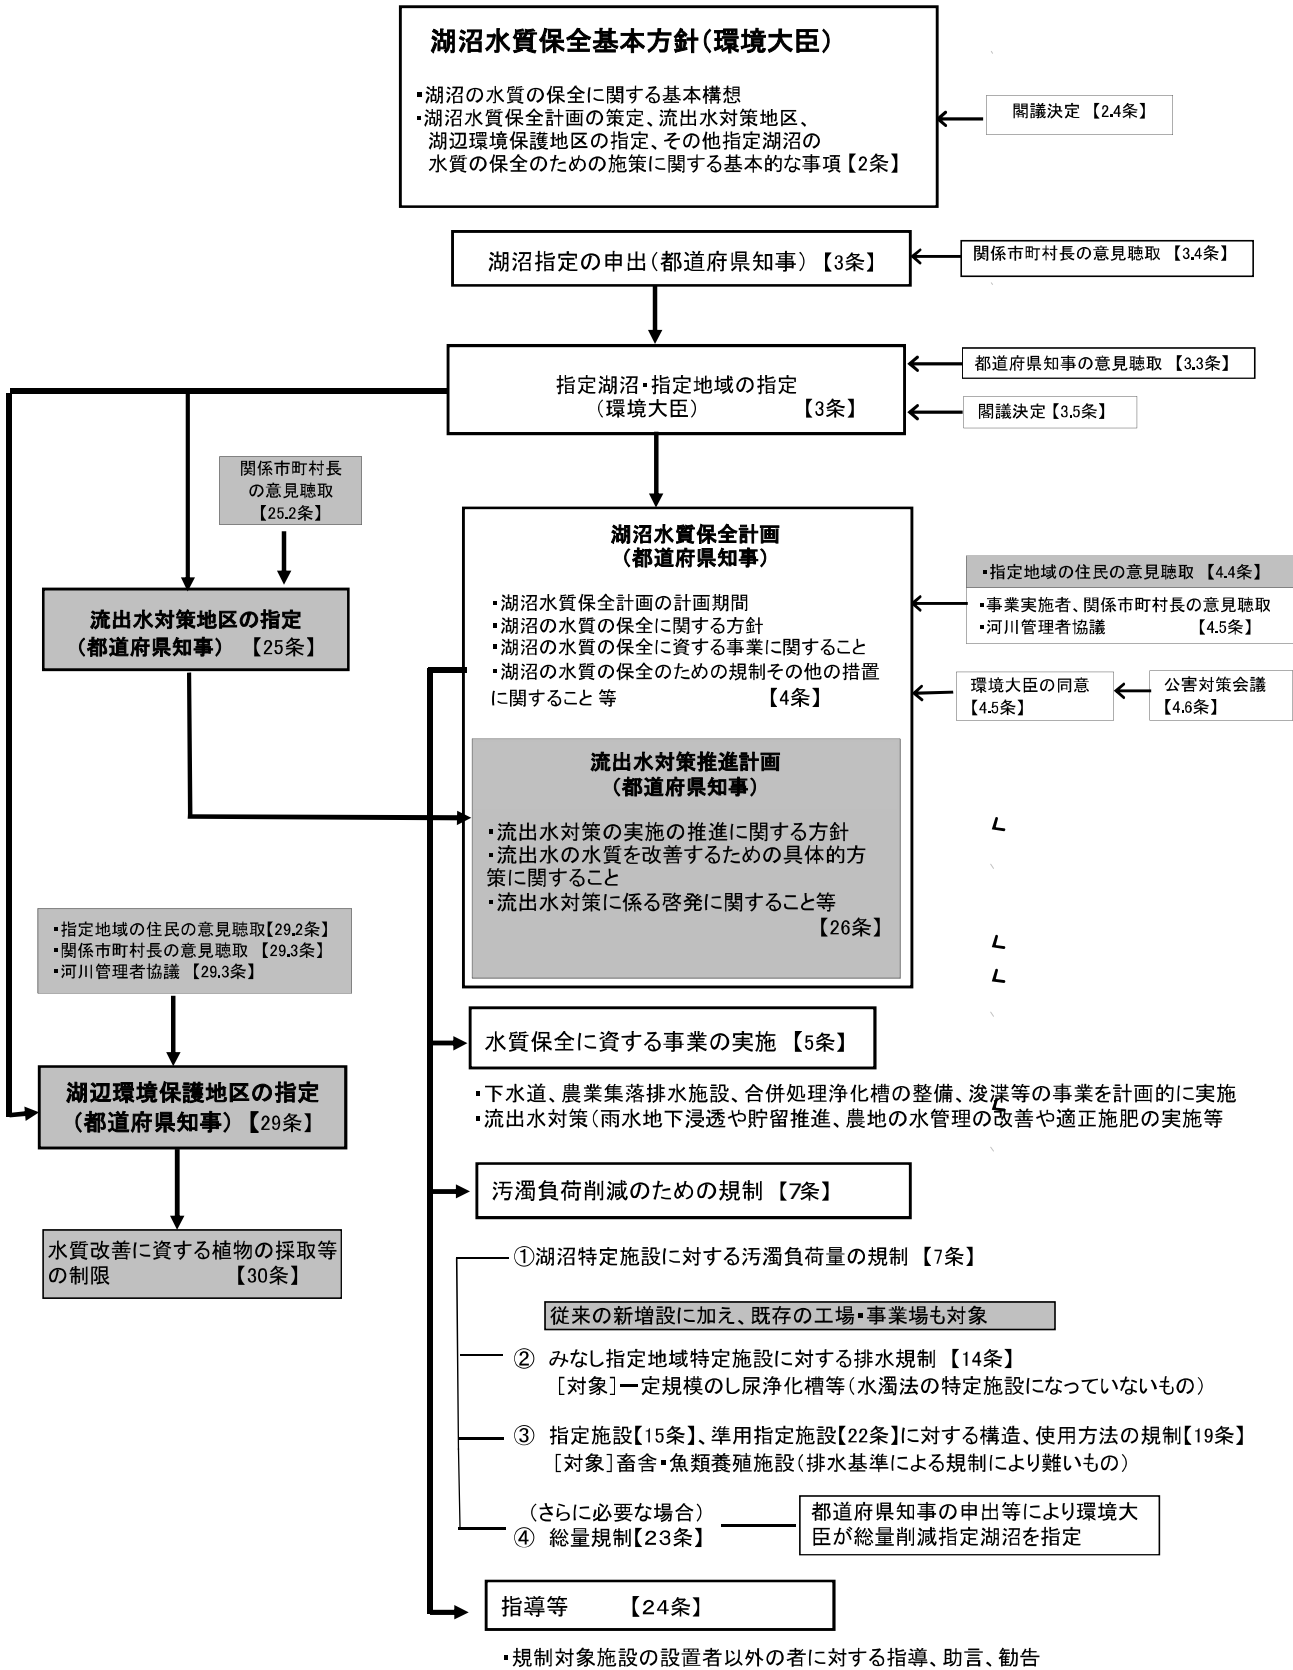 湖沼水質保全基本方針(環境大臣)
・湖沼の水質の保全に関する基本構想
・湖沼水質保全計画の策定、流出水対策地区、
湖辺環境保護地区の指定、その他指定湖沼の
水質の保全のための施策に関する基本的な事項【2条】
閣議決定 【2.4条】
湖沼指定の申出(都道府県知事)【3条】
関係市町村長の意見聴取 【3.4条】
指定湖沼・指定地域の指定
(環境大臣) 【3条】
都道府県知事の意見聴取 【3.3条】
閣議決定【3.5条】
関係市町村長
の意見聴取
【25.2条】
流出水対策地区の指定
(都道府県知事) 【25条】
湖沼水質保全計画
(都道府県知事)
・湖沼水質保全計画の計画期間
・湖沼の水質の保全に関する方針
・湖沼の水質の保全に資する事業に関すること
・湖沼の水質の保全のための規制その他の措置
に関すること 等 【4条】
・指定地域の住民の意見聴取 【4.4条】
・事業実施者、関係市町村長の意見聴取
・河川管理者協議 【4.5条】
環境大臣の同意
【4.5条】
公害対策会議
【4.6条】
流出水対策推進計画
(都道府県知事)
・流出水対策の実施の推進に関する方針
・流出水の水質を改善するための具体的方
策に関すること
・流出水対策に係る啓発に関すること等
【26条】
・指定地域の住民の意見聴取【29.2条】
・関係市町村長の意見聴取 【29.3条】
・河川管理者協議 【29.3条】
湖辺環境保護地区の指定
(都道府県知事)【29条】
水質改善に資する植物の採取等
の制限 【30条】
水質保全に資する事業の実施 【5条】
・下水道、農業集落排水施設、合併処理浄化槽の整備、浚渫等の事業を計画的に実施
・流出水対策(雨水地下浸透や貯留推進、農地の水管理の改善や適正施肥の実施等
汚濁負荷削減のための規制 【7条】
①湖沼特定施設に対する汚濁負荷量の規制 【7条】
従来の新増設に加え、既存の工場・事業場も対象
② みなし指定地域特定施設に対する排水規制 【14条】
[対象]一定規模のし尿浄化槽等(水濁法の特定施設になっていないもの)
③ 指定施設【15条】、準用指定施設【22条】に対する構造、使用方法の規制【19条】
[対象]畜舎・魚類養殖施設(排水基準による規制により難いもの)
(さらに必要な場合)
④ 総量規制【23条】
都道府県知事の申出等により環境大
臣が総量削減指定湖沼を指定
指導等 【24条】
・規制対象施設の設置者以外の者に対する指導、助言、勧告